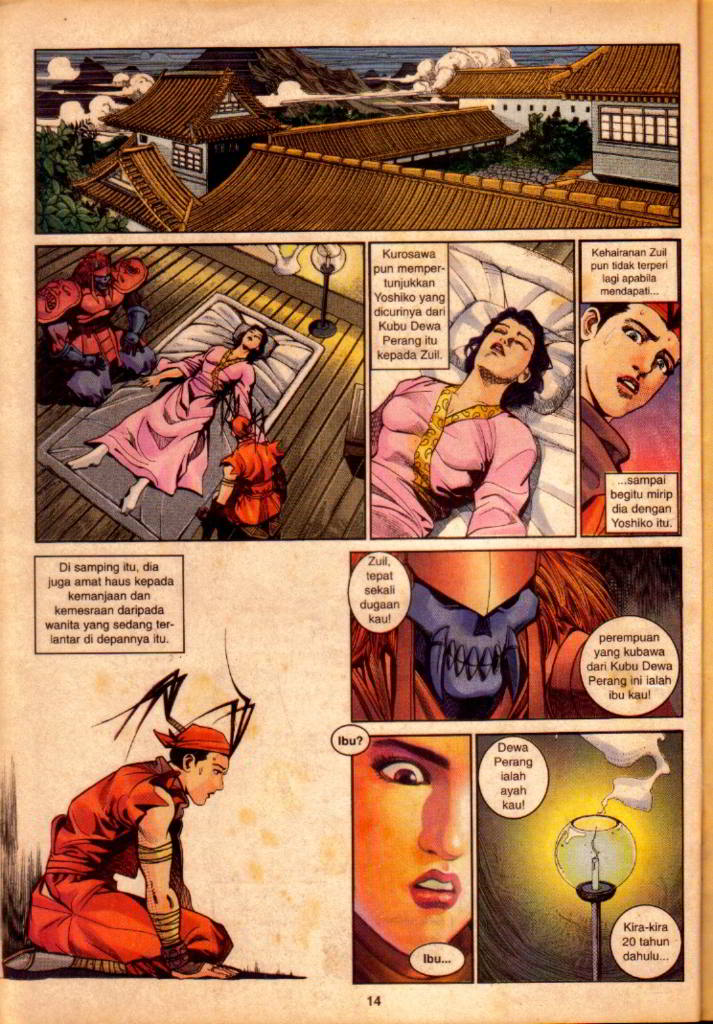 Kurosawa
pun memper-
tunjukkan
Yoshiko yang
dicurinya dari
Kubu Dewa
Perang itu
kepada Zuil.
Kehairanan Zuil
pun tidak terperi
lagi apabila
mendapati...
...sampai
begitu mirip
dia dengan
Yoshiko itu.
Di samping itu, dia
juga amat haus kepada
kemanjaan dan
kemesraan daripada
wanita yang sedang ter-
lantar di depannya itu.
Zuil,
tepat
sekali
dugaan
kau!
perempuan
yang kubawa
dari Kubu Dewa
Perang ini ialah
ibu kau!
Ibu?
Ibu...
Dewa
Perang
ialah
ayah
kau!
Kira-kira
20 tahun
dahulu...
14